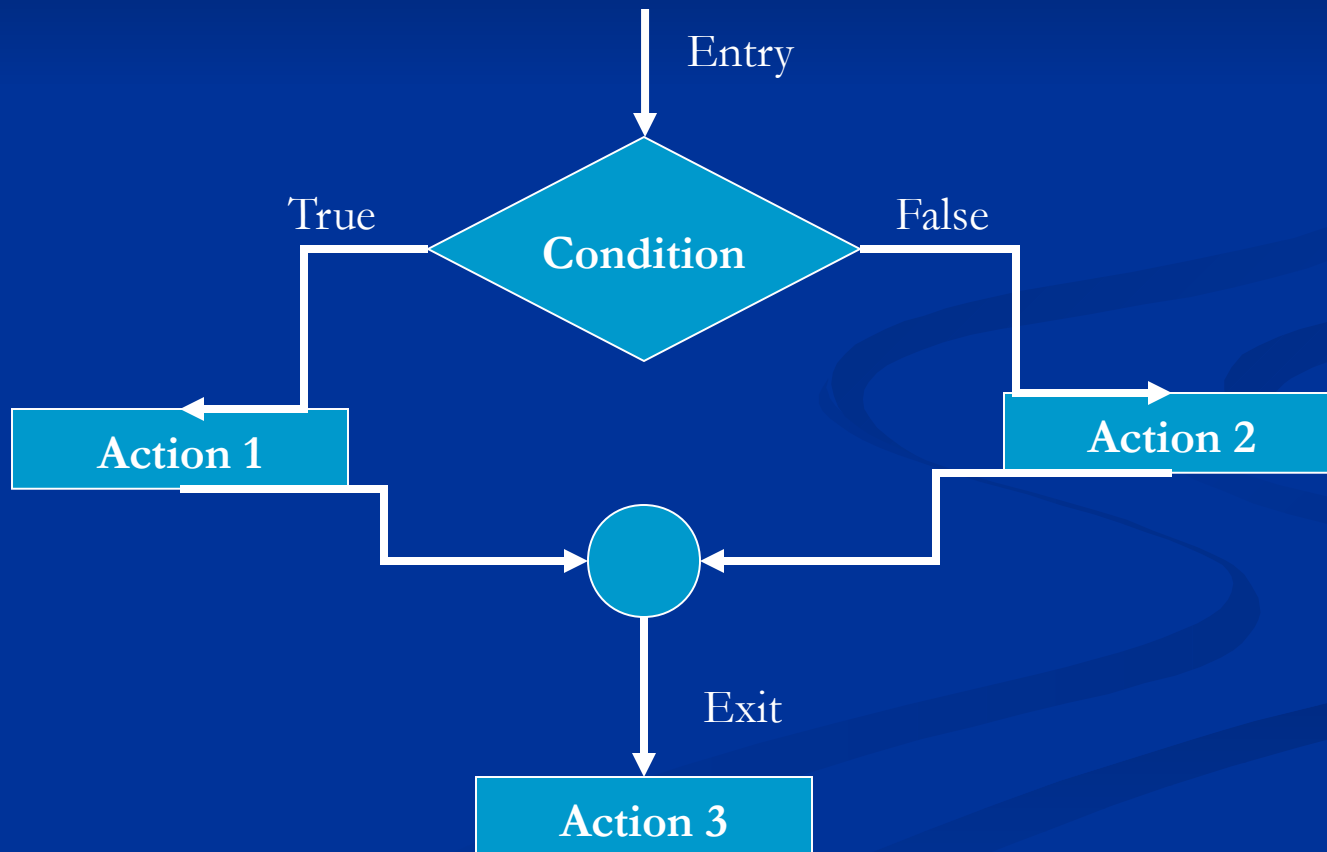 Entry
True
False
Condition
Action 1
Action 2
Exit
Action 3